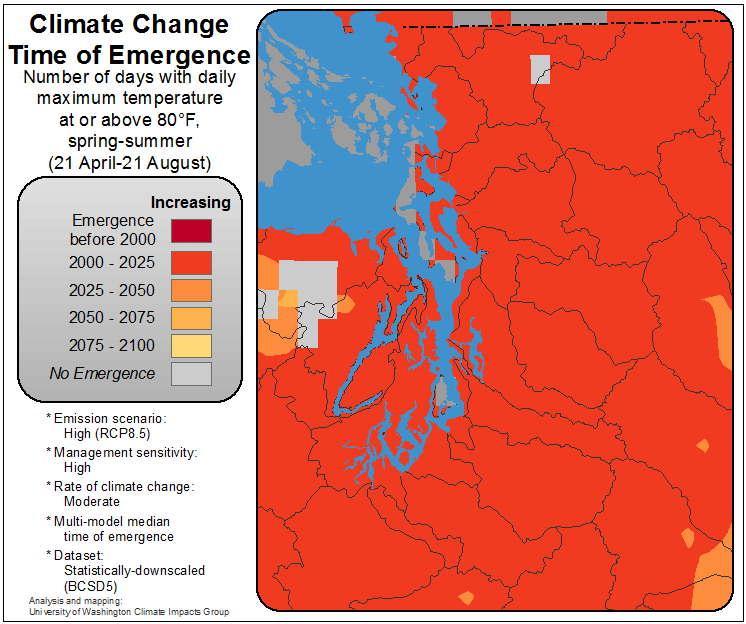 Climate Change
Time of Emergence
Number of days with daily
maximum temperature
at or above 80°F,
spring-summer
(21 April-21 August)
Increasing
Emergence
before 2000
2000 - 2025
2025 - 2050
2050 - 2075
2075 - 2100
No Emergence
* Emission scenario:
High (RCP8.5)
* Management sensitivity:
High
* Rate of climate change:
Moderate
* Multi-model median
time of emergence
* Dataset:
Statistically-downscaled
(BCSD5)
Analysis and mapping:
University of Washington Climate Impacts Group